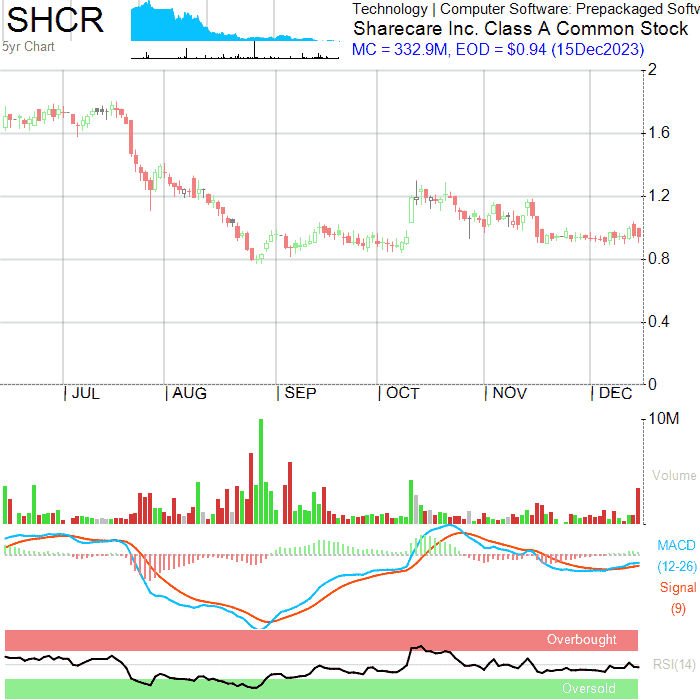 SHCR
5yr Chart
Technology | Computer Software: Prepackaged Softw
Sharecare Inc. Class A Common Stock
MC = 332.9M, EOD = $0.94 (15Dec2023)
2
1.6
1.2
0.8
0.4
0
JUL AUG SEP OCT NOV DEC
10M
Volume
MACD
(12-26)
Signal
(9)
Overbought
RSI(14)
Oversold